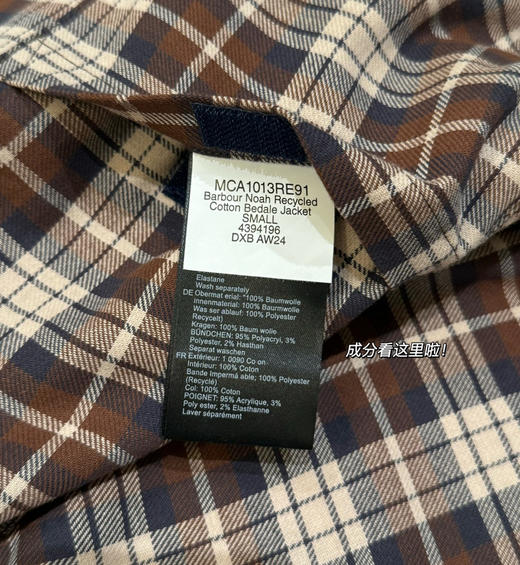 MCA1013RE91
Barbour Noah Recycled
Cotton Bedale Jacket
SMALL
4394196
DXB AW24
Elastane
Wash separately
DE Obermat erial: *100% Baumwolle
innenmaterial: 100% Baurmwolle
Was ser ablauf: 100% Polyester
Recycelt)
Kragen: 100% Baum wolle
BÜNDCHEN: 95% Polyacryl, 3%
Polyester, 2% Hasthan
Separat waschen
FR Extérieur: 1 0090 Co on
Intérieur: 100% Coton
Bande Imperm á able; 100% Polyester
(Recyclé)
Col: 100% Coton
POIGNET: 95% Acrylique, 3%
Poly ester, 2% Elasthanne
Laver séparément
成分看这里啦!